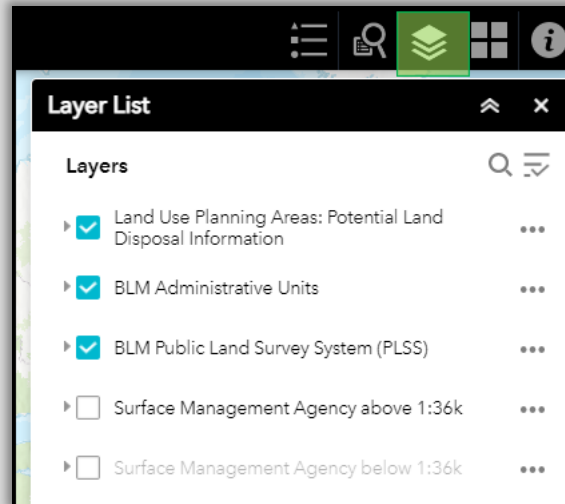 Layer List
Layers
Land Use Planning Areas: Potential Land
Disposal Information
BLM Administrative Units
BLM Public Land Survey System (PLSS)
Surface Management Agency above 1:36k
Surface Management Agency below 1:36k